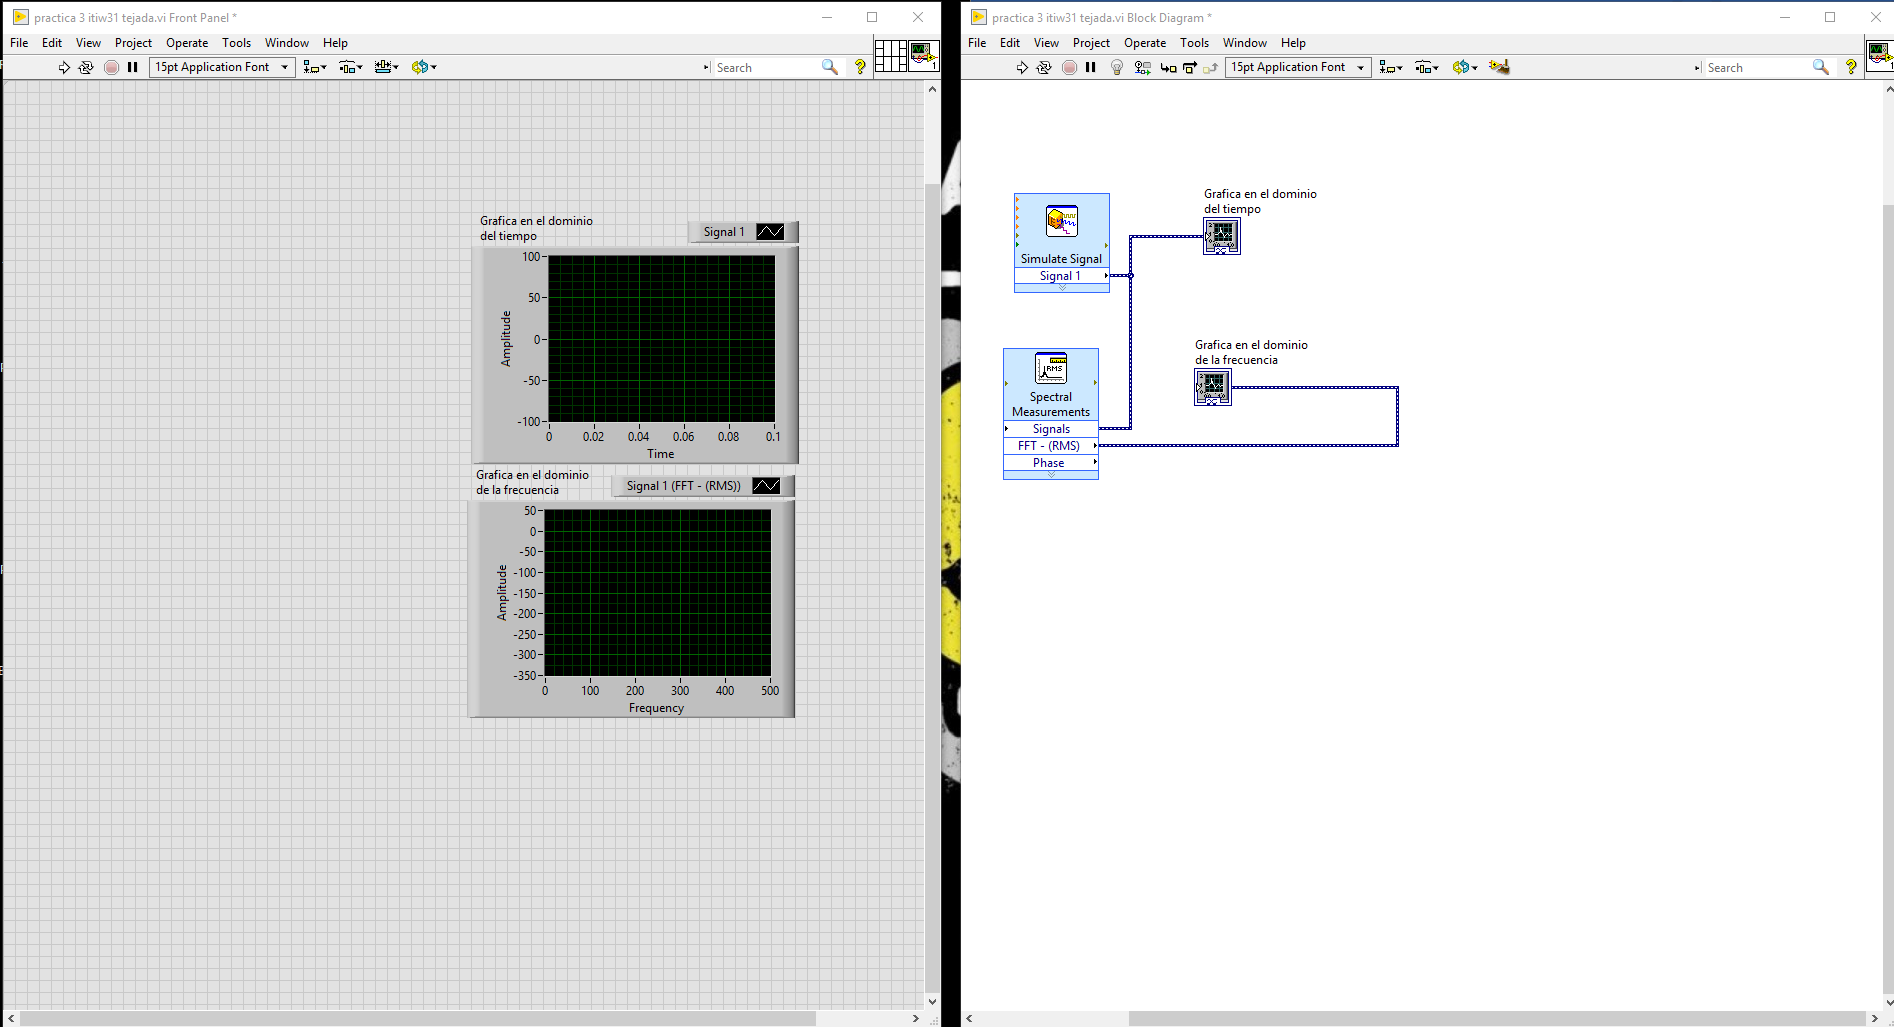 practica 3 itiw31 tejada.vi Front Panel *
File Edit View Project Operate Tools Window Help
15pt Application Font
Search
?
1
Grafica en el dominio
del tiempo
Signal 1
100
50
0
-50
-100
Amplitude
0 0.02 0.04 0.06 0.08 0.1
Time
Grafica en el dominio
de la frecuencia
Signal 1 (FFT - (RMS))
50
0
-50
-100
-150
-200
-250
-300
-350
Amplitude
0 100 200 300 400 500
Frequency
practica 3 itiw31 tejada.vi Block Diagram *
File Edit View Project Operate Tools Window Help
15pt Application Font
Search
?
1
Simulate Signal
Signal 1
Grafica en el dominio
del tiempo
RMS
Spectral
Measurements
Signals
FFT - (RMS)
Phase
Grafica en el dominio
de la frecuencia